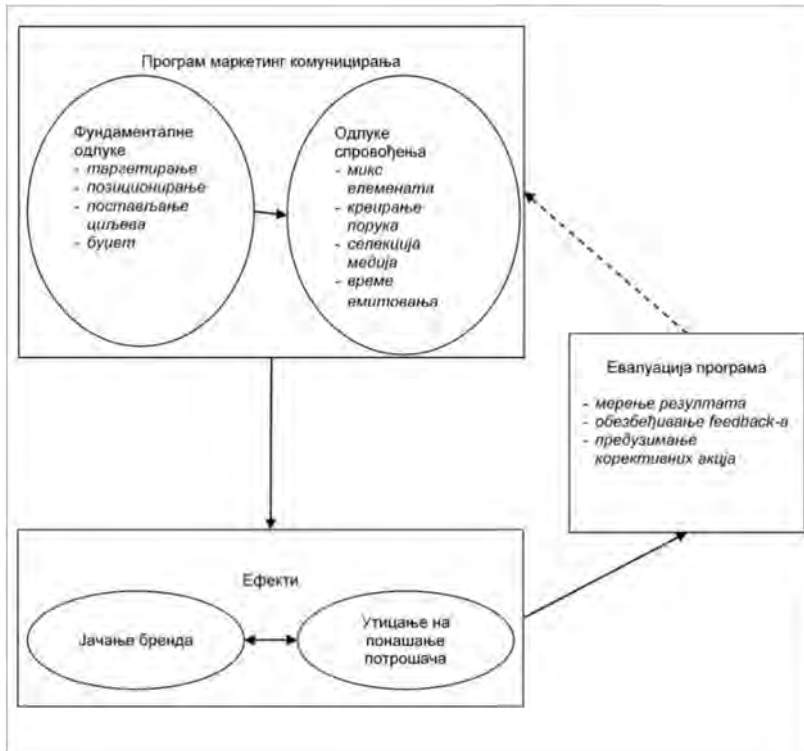 Програм маркетинг комуницирања
Фундаменталне
одлуке
- таргетирање
- позиционирање
- постављање
циљева
- буџет
Одлуке
спровођења
- микс
елемената
- креирање
порука
- селекција
медија
- време
емитовања
Евалуација програма
- мерење резултата
- обезбеђивање feedback-а
- предузимање
корективних акција
Ефекти
Јачање бренда
Утицање на
понашање
потрошача